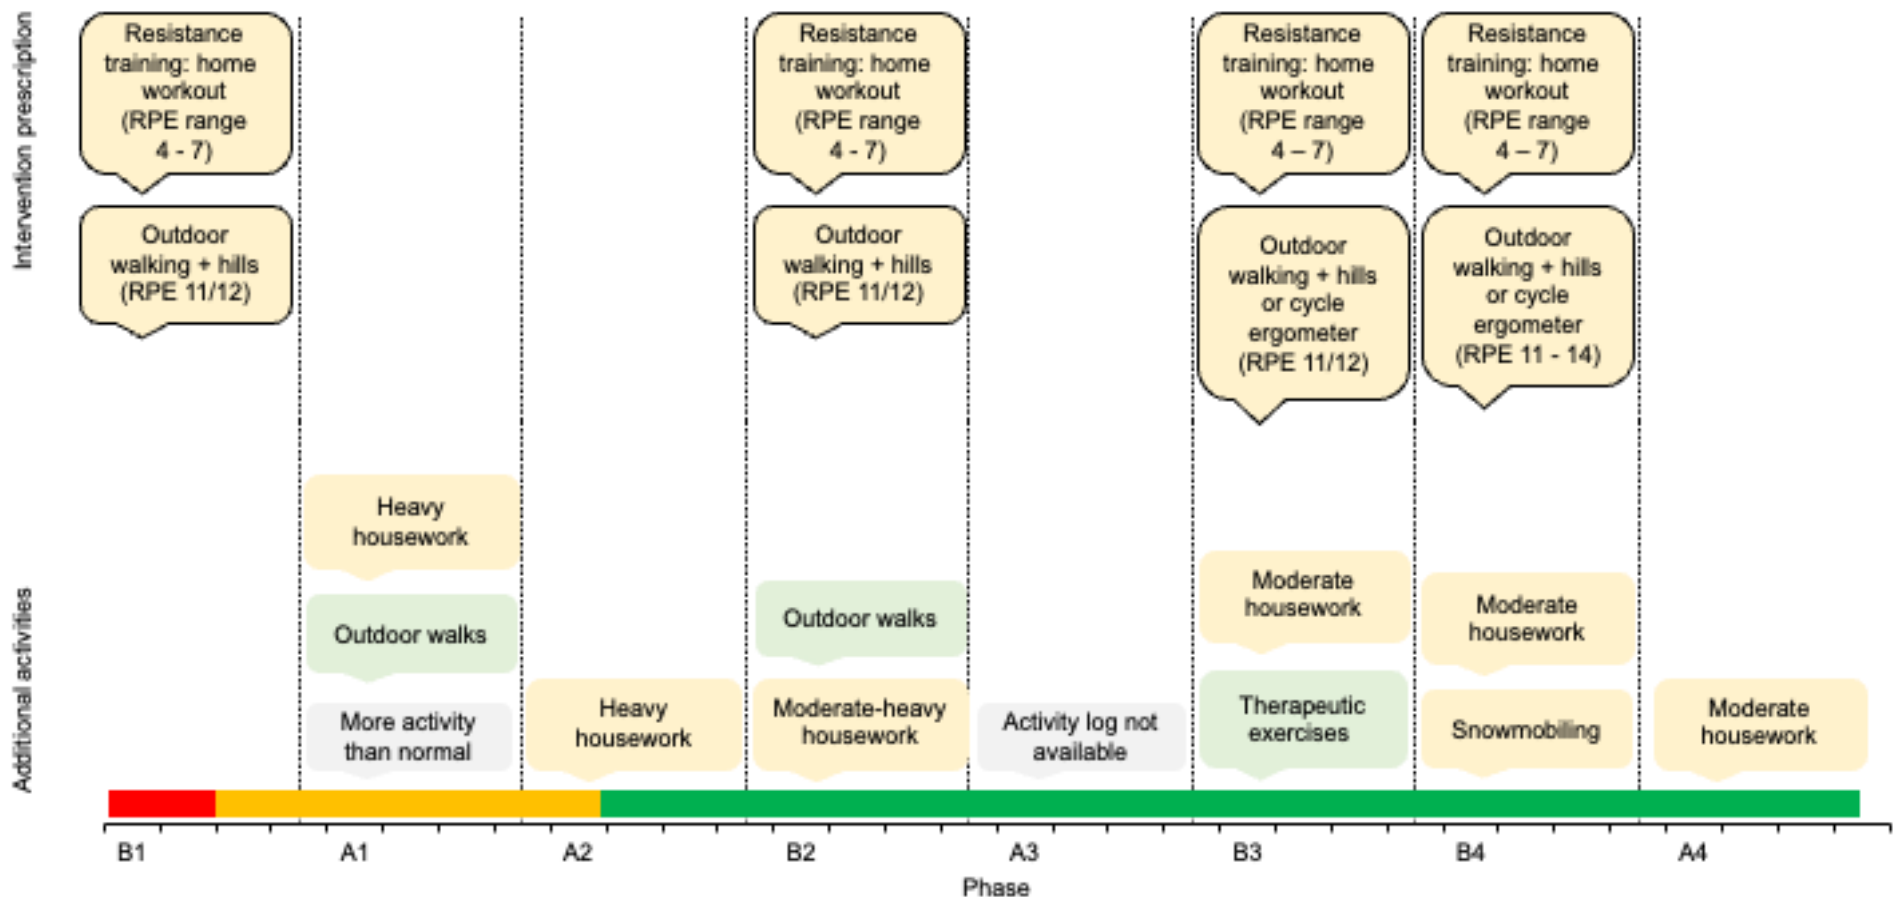 Intervention prescription
Resistance
training: home
workout
(RPE range
4 - 7)
Outdoor
walking + hills
(RPE 11/12)
Resistance
training: home
workout
(RPE range
4 - 7)
Outdoor
walking + hills
(RPE 11/12)
Resistance
training: home
workout
(RPE range
4 – 7)
Outdoor
walking + hills
or cycle
ergometer
(RPE 11/12)
Resistance
training: home
workout
(RPE range
4 – 7)
Outdoor
walking + hills
or cycle
ergometer
(RPE 11 - 14)
Additional activities
Heavy
housework
Outdoor walks
More activity
than normal
Heavy
housework
Outdoor walks
Moderate-heavy
housework
Activity log not
available
Moderate
housework
Therapeutic
exercises
Moderate
housework
Snowmobiling
Moderate
housework
B1 A1 A2 B2 A3 B3 B4 A4
Phase